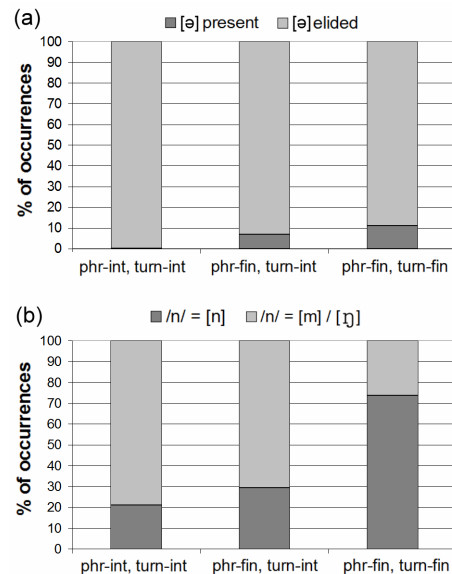 (a)
[ə] present [ə] elided
100
90
80
70
60
50
40
30
20
10
0
% of occurrences
phr-int, turn-int phr-fin, turn-int phr-fin, turn-fin
(b)
/n/ = [n] /n/ = [m] / [ŋ]
100
90
80
70
60
50
40
30
20
10
0
% of occurrences
phr-int, turn-int phr-fin, turn-int phr-fin, turn-fin